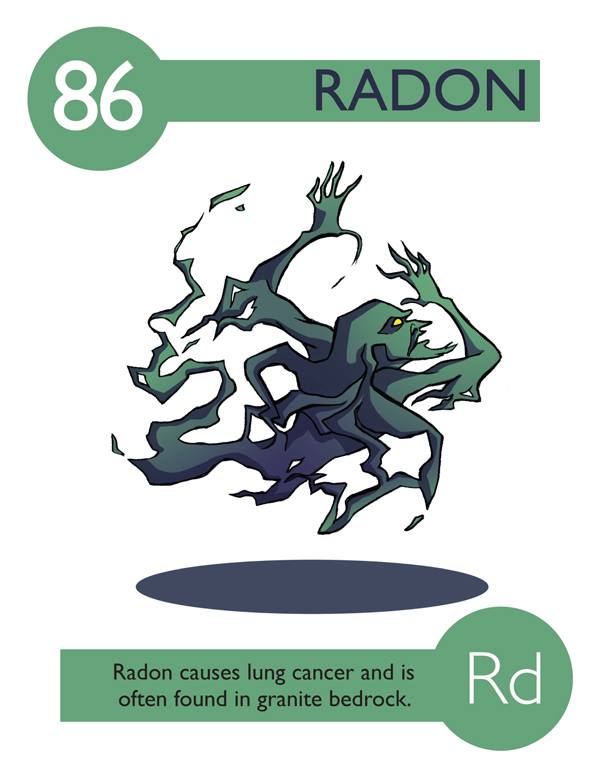 86
RADON
Radon causes lung cancer and is
often found in granite bedrock.
Rd